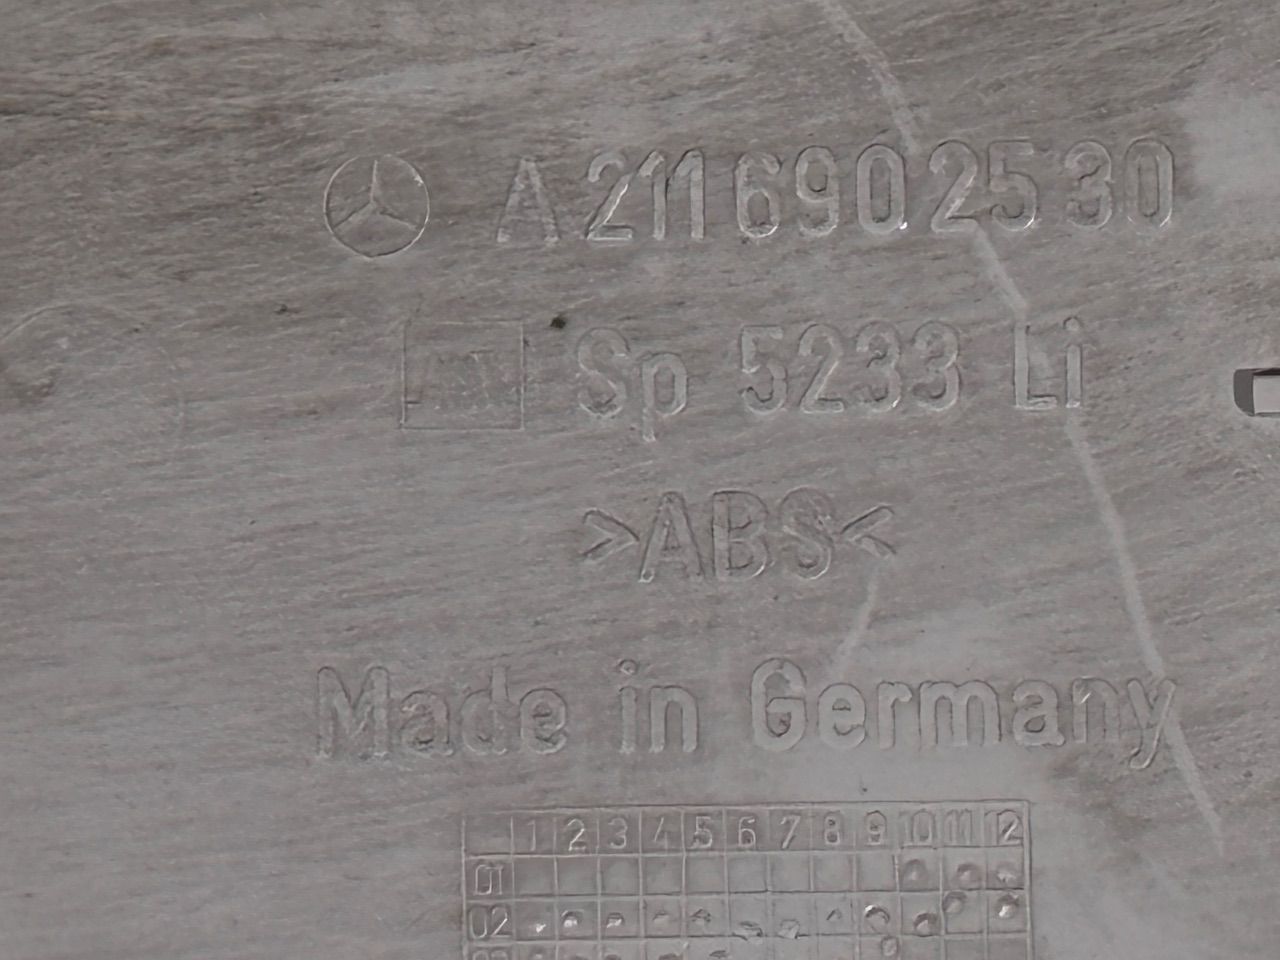 A 211 690 25 30
Sp 5233 Li
>ABS<
Made in Germany
1 2 3 4 5 6 7 8 9 10 11 12
01
02